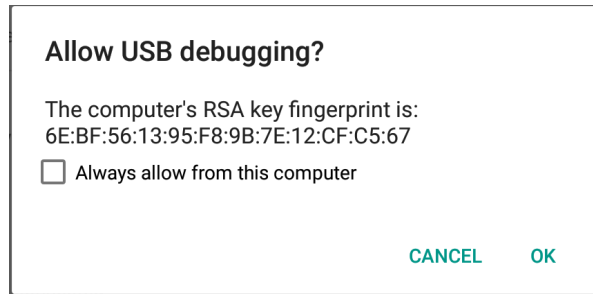 Allow USB debugging?
The computer's RSA key fingerprint is:
6E:BF:56:13:95:F8:9B:7E:12:CF:C5:67
Always allow from this computer
CANCEL OK